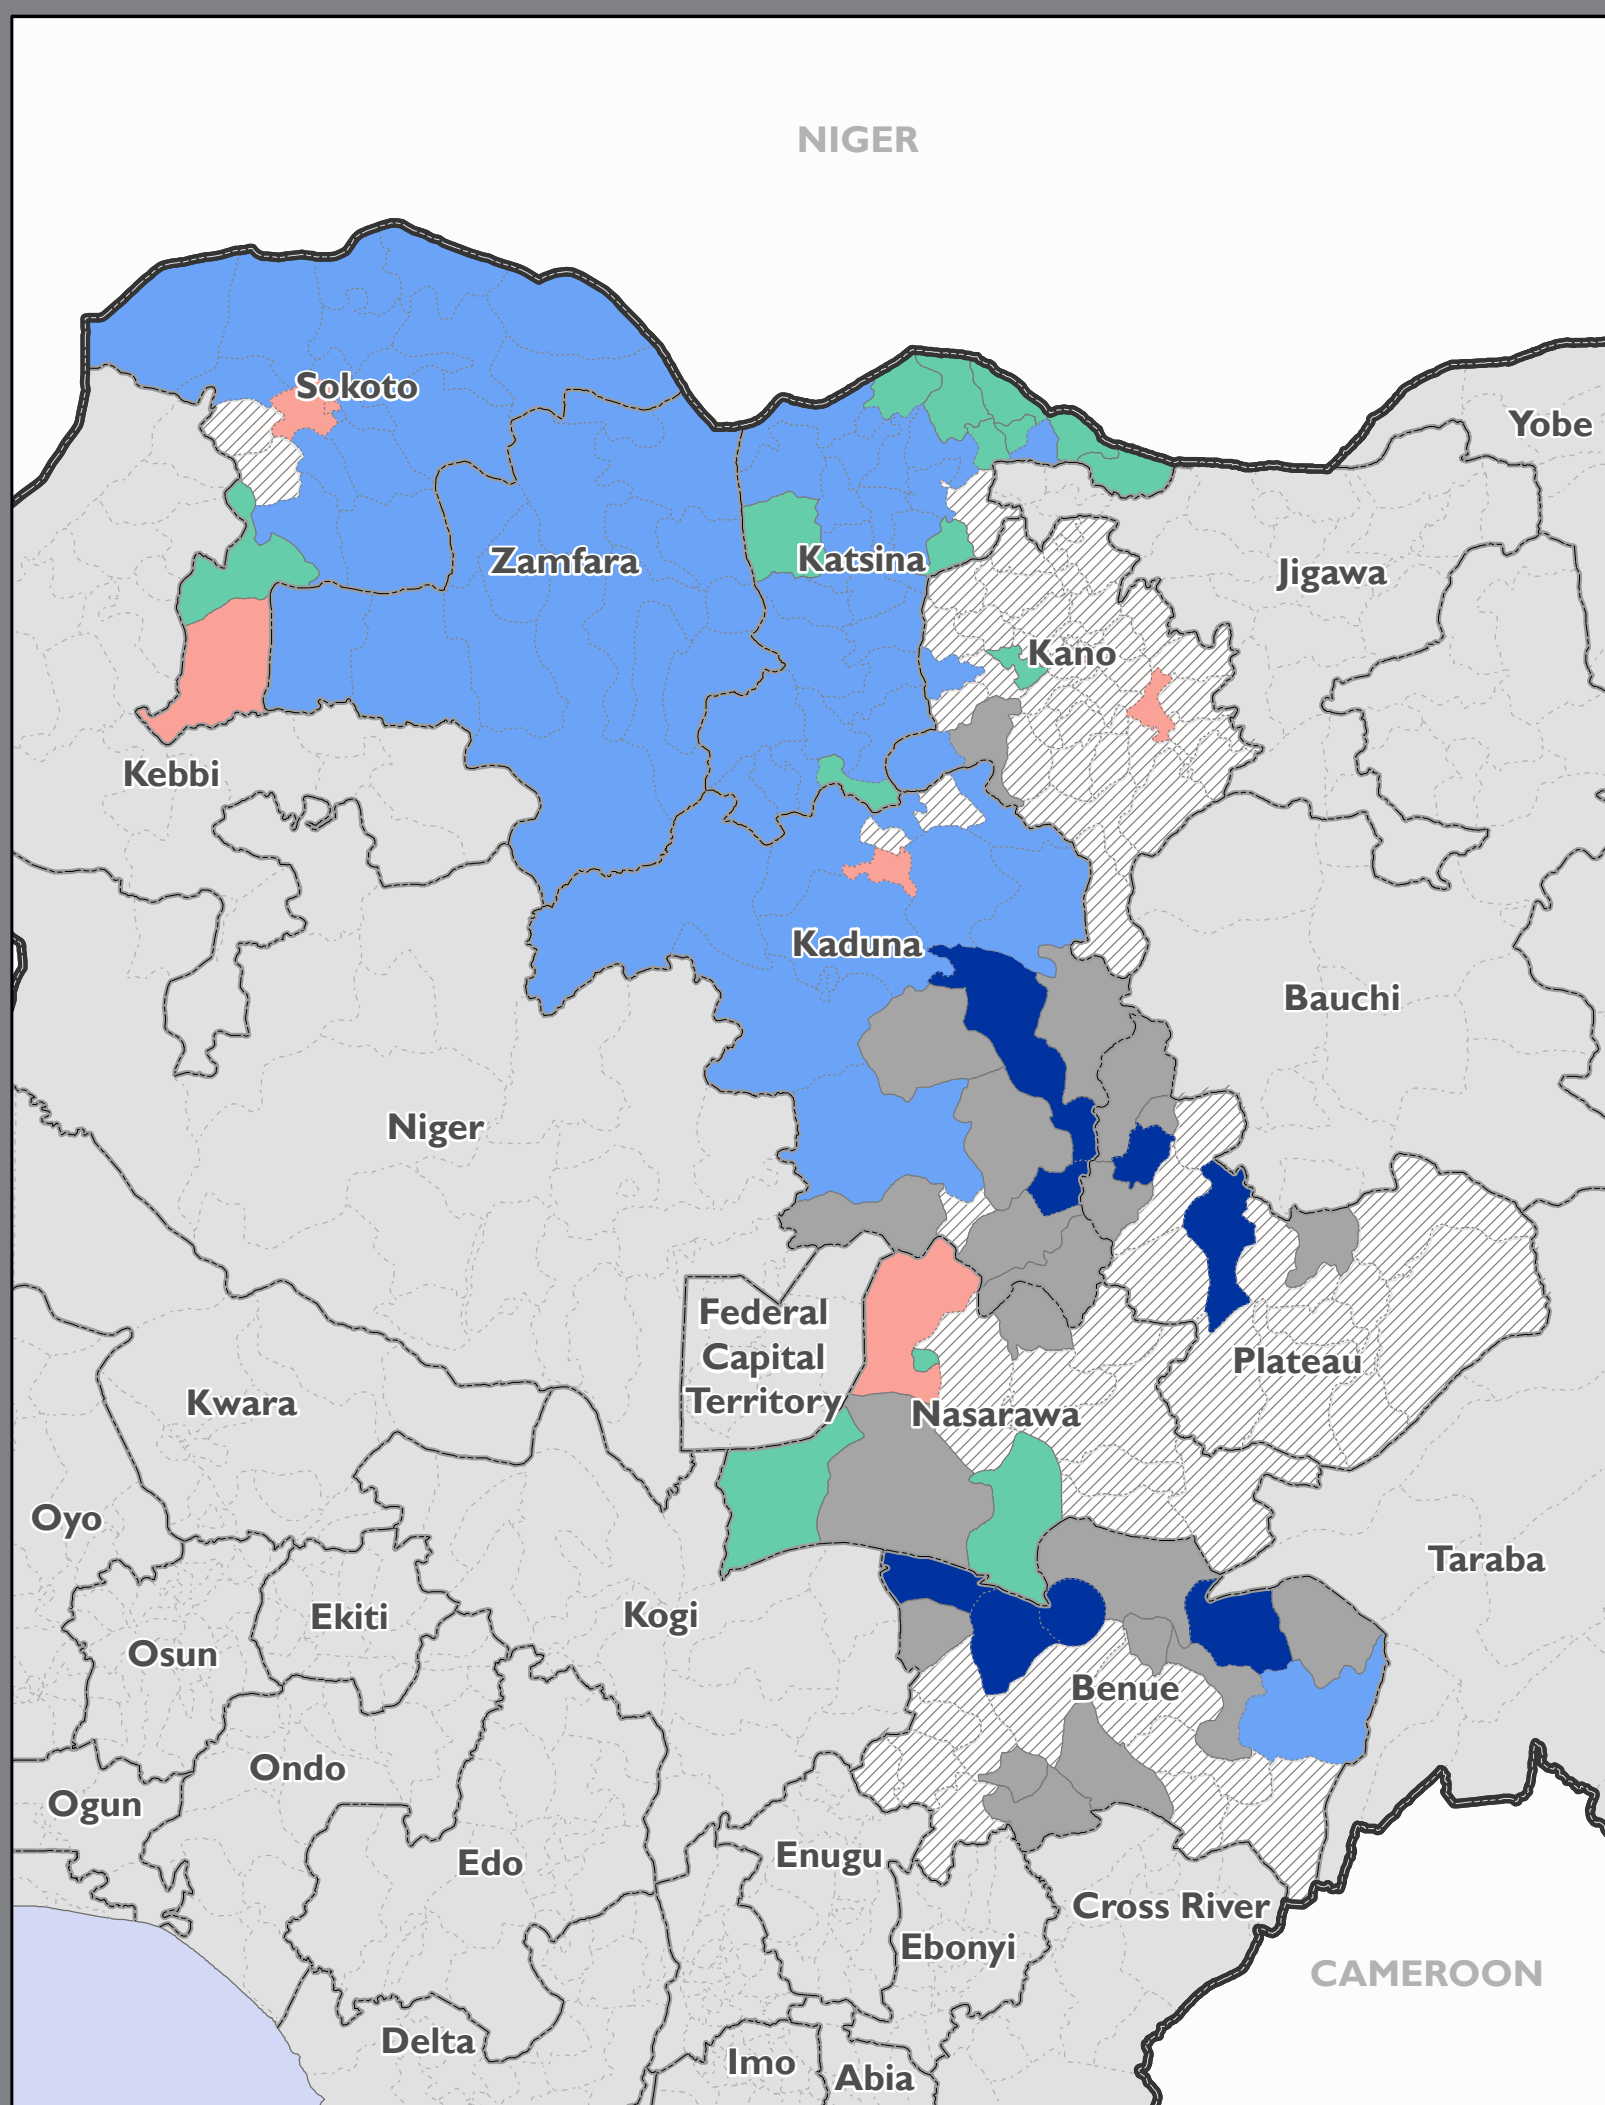 NIGER
Sokoto
Yobe
Zamfara
Katsina
Jigawa
Kano
Kebbi
Kaduna
Bauchi
Niger
Federal
Capital
Territory
Plateau
Kwara
Nasarawa
Oyo
Taraba
Ekiti
Kogi
Osun
Benue
Ondo
Ogun
Enugu
Edo
Cross River
Ebonyi
CAMEROON
Delta
Imo
Abia